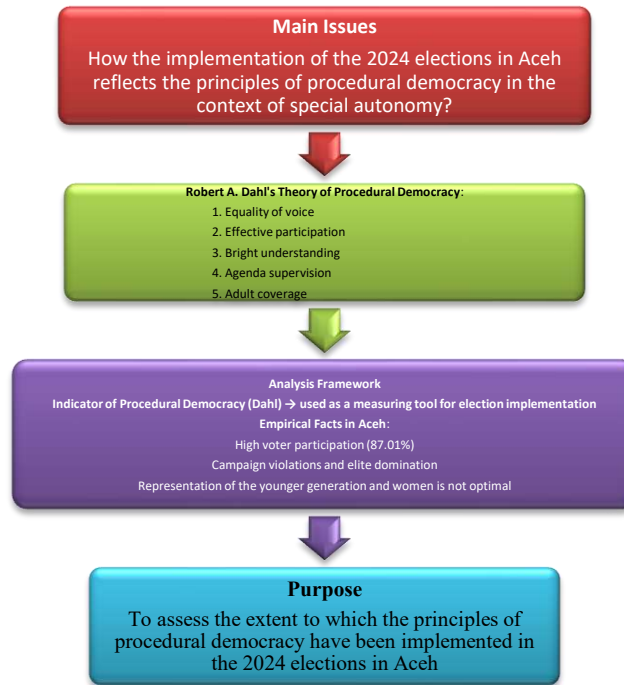 Main Issues
How the implementation of the 2024 elections in Aceh
reflects the principles of procedural democracy in the
context of special autonomy?
Robert A. Dahl's Theory of Procedural Democracy:
1. Equality of voice
2. Effective participation
3. Bright understanding
4. Agenda supervision
5. Adult coverage
Analysis Framework
Indicator of Procedural Democracy (Dahl) → used as a measuring tool for election implementation
Empirical Facts in Aceh:
High voter participation (87.01%)
Campaign violations and elite domination
Representation of the younger generation and women is not optimal
Purpose
To assess the extent to which the principles of
procedural democracy have been implemented in
the 2024 elections in Aceh